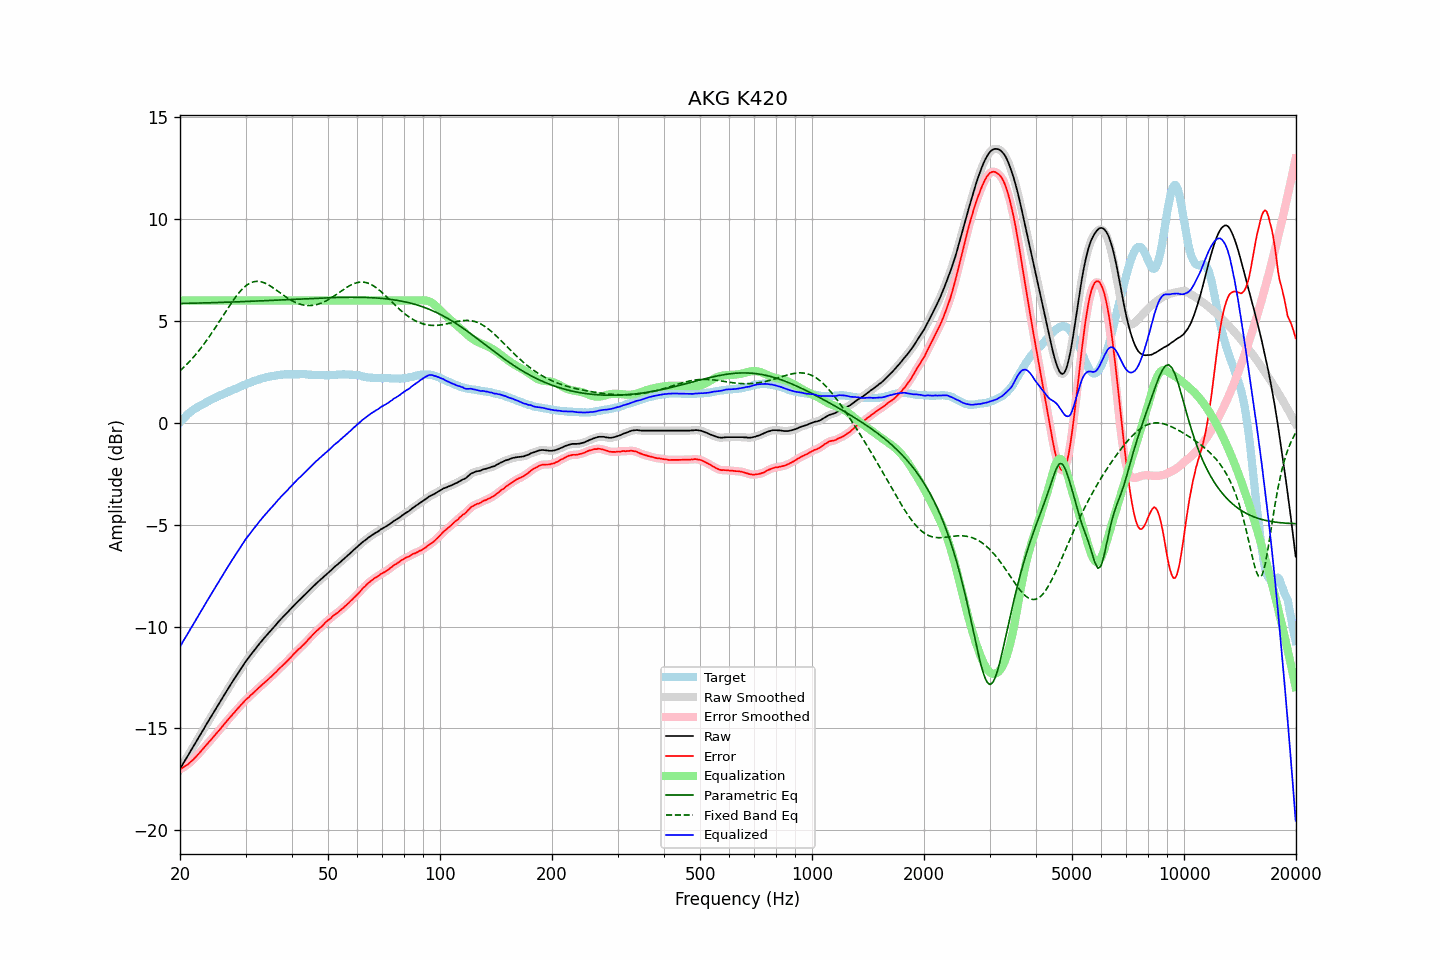 AKG K420
15
10
5
0
−5
−10
−15
−20
Amplitude (dBr)
Target
Raw Smoothed
Error Smoothed
Raw
Error
Equalization
Parametric Eq
Fixed Band Eq
Equalized
20 50 100 200 500 1000 2000 5000 10000 20000
Frequency (Hz)